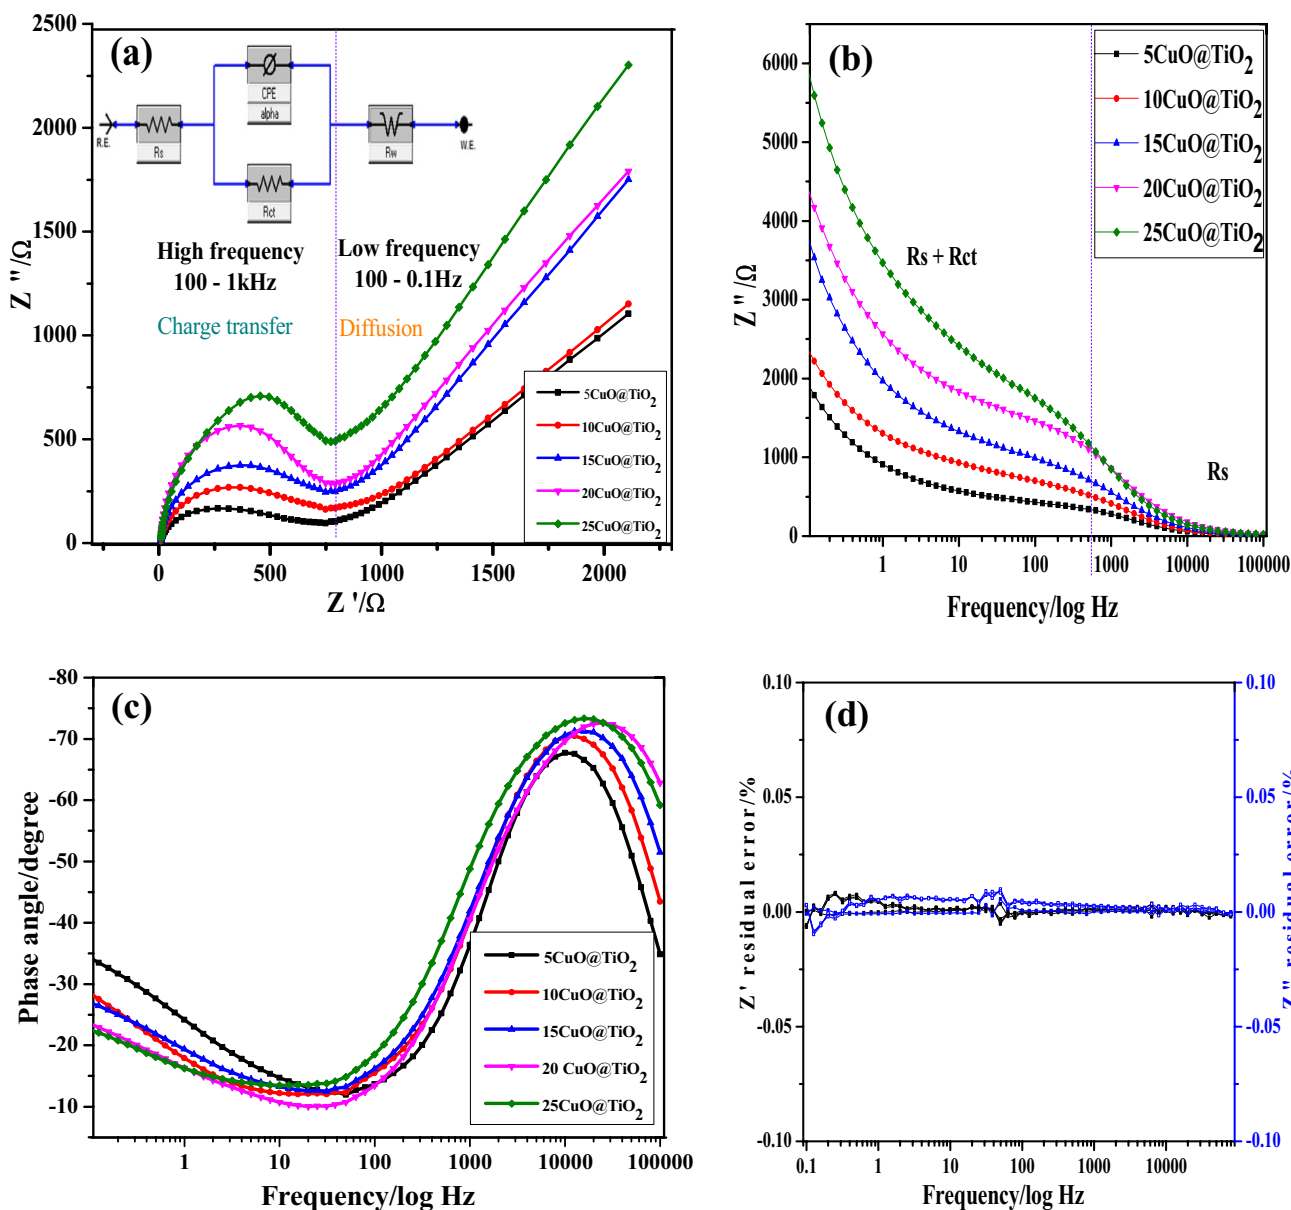 (a)
2500
2000
1500
1000
500
0
Z "/Ω
CPE
alpha
R.E.
Rs
Rct
Rw
W.E.
High frequency
100 - 1kHz
Charge transfer
Low frequency
100 - 0.1Hz
Diffusion
5CuO@TiO2
10CuO@TiO2
15CuO@TiO2
20CuO@TiO2
25CuO@TiO2
0 500 1000 1500 2000
Z '/Ω
(b)
6000
5000
4000
3000
2000
1000
0
Z "/Ω
5CuO@TiO2
10CuO@TiO2
15CuO@TiO2
20CuO@TiO2
25CuO@TiO2
Rs + Rct
Rs
1 10 100 1000 10000 100000
Frequency/log Hz
(c)
-80
-70
-60
-50
-40
-30
-20
-10
Phase angle/degree
5CuO@TiO2
10CuO@TiO2
15CuO@TiO2
20 CuO@TiO2
25CuO@TiO2
1 10 100 1000 10000 100000
Frequency/log Hz
(d)
0.10
0.05
0.00
-0.05
-0.10
Z' residual error/%
0.10
0.05
0.00
-0.05
-0.10
Z" residual error/%
0.1 1 10 100 1000 10000
Frequency/log Hz